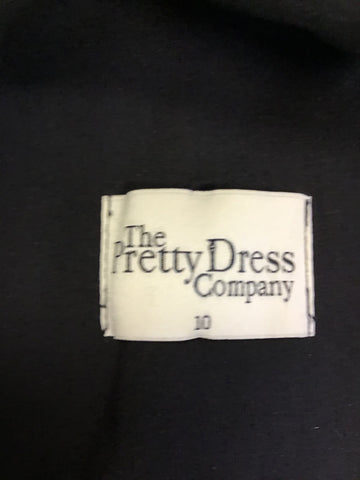 The
Pretty Dress
Company
10